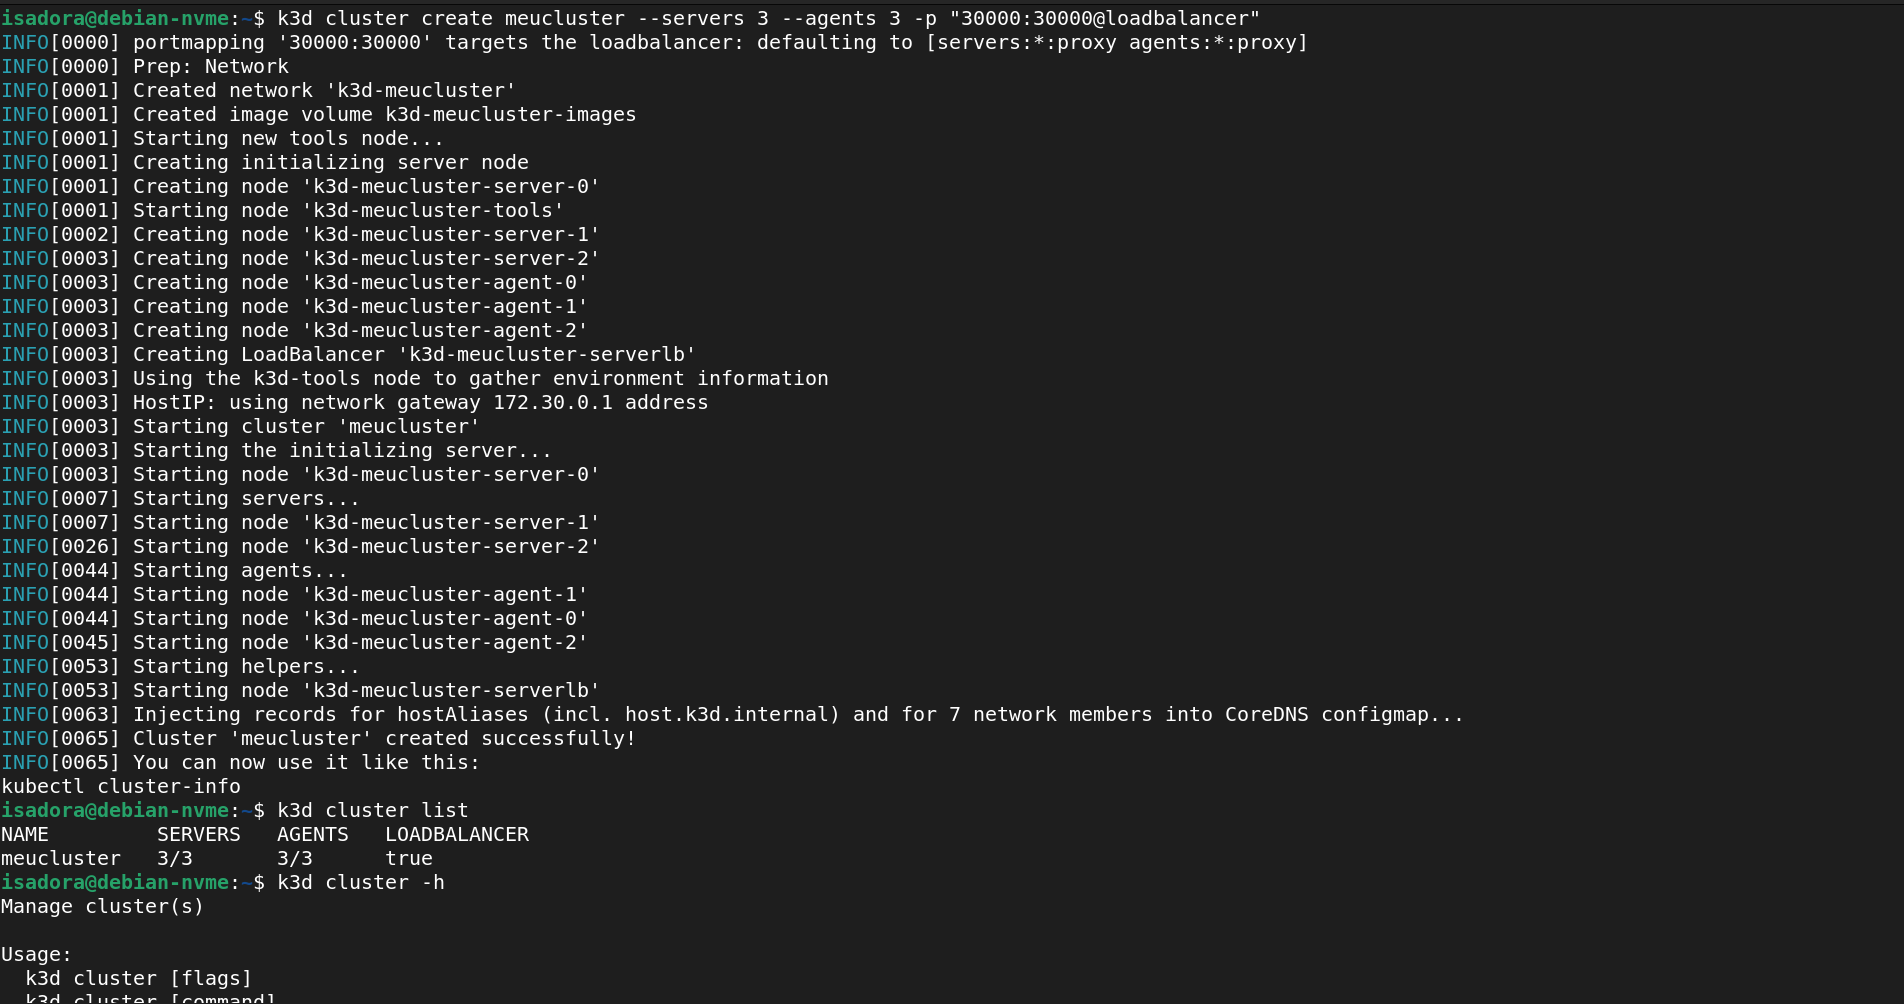 isadora@debian-nvme:~$ k3d cluster create meucluster --servers 3 --agents 3 -p "30000:30000@loadbalancer"
INFO[0000] portmapping '30000:30000' targets the loadbalancer: defaulting to [servers:*:proxy agents:*:proxy]
INFO[0000] Prep: Network
INFO[0001] Created network 'k3d-meucluster'
INFO[0001] Created image volume k3d-meucluster-images
INFO[0001] Starting new tools node...
INFO[0001] Creating initializing server node
INFO[0001] Creating node 'k3d-meucluster-server-0'
INFO[0001] Starting node 'k3d-meucluster-tools'
INFO[0002] Creating node 'k3d-meucluster-server-1'
INFO[0003] Creating node 'k3d-meucluster-server-2'
INFO[0003] Creating node 'k3d-meucluster-agent-0'
INFO[0003] Creating node 'k3d-meucluster-agent-1'
INFO[0003] Creating node 'k3d-meucluster-agent-2'
INFO[0003] Creating LoadBalancer 'k3d-meucluster-serverlb'
INFO[0003] Using the k3d-tools node to gather environment information
INFO[0003] HostIP: using network gateway 172.30.0.1 address
INFO[0003] Starting cluster 'meucluster'
INFO[0003] Starting the initializing server...
INFO[0003] Starting node 'k3d-meucluster-server-0'
INFO[0007] Starting servers...
INFO[0007] Starting node 'k3d-meucluster-server-1'
INFO[0026] Starting node 'k3d-meucluster-server-2'
INFO[0044] Starting agents...
INFO[0044] Starting node 'k3d-meucluster-agent-1'
INFO[0044] Starting node 'k3d-meucluster-agent-0'
INFO[0045] Starting node 'k3d-meucluster-agent-2'
INFO[0053] Starting helpers...
INFO[0053] Starting node 'k3d-meucluster-serverlb'
INFO[0063] Injecting records for hostAliases (incl. host.k3d.internal) and for 7 network members into CoreDNS configmap...
INFO[0065] Cluster 'meucluster' created successfully!
INFO[0065] You can now use it like this:
kubectl cluster-info
isadora@debian-nvme:~$ k3d cluster list
NAME         SERVERS   AGENTS   LOADBALANCER
meucluster   3/3       3/3      true
isadora@debian-nvme:~$ k3d cluster -h
Manage cluster(s)
Usage:
  k3d cluster [flags]
  k3d cluster [command]